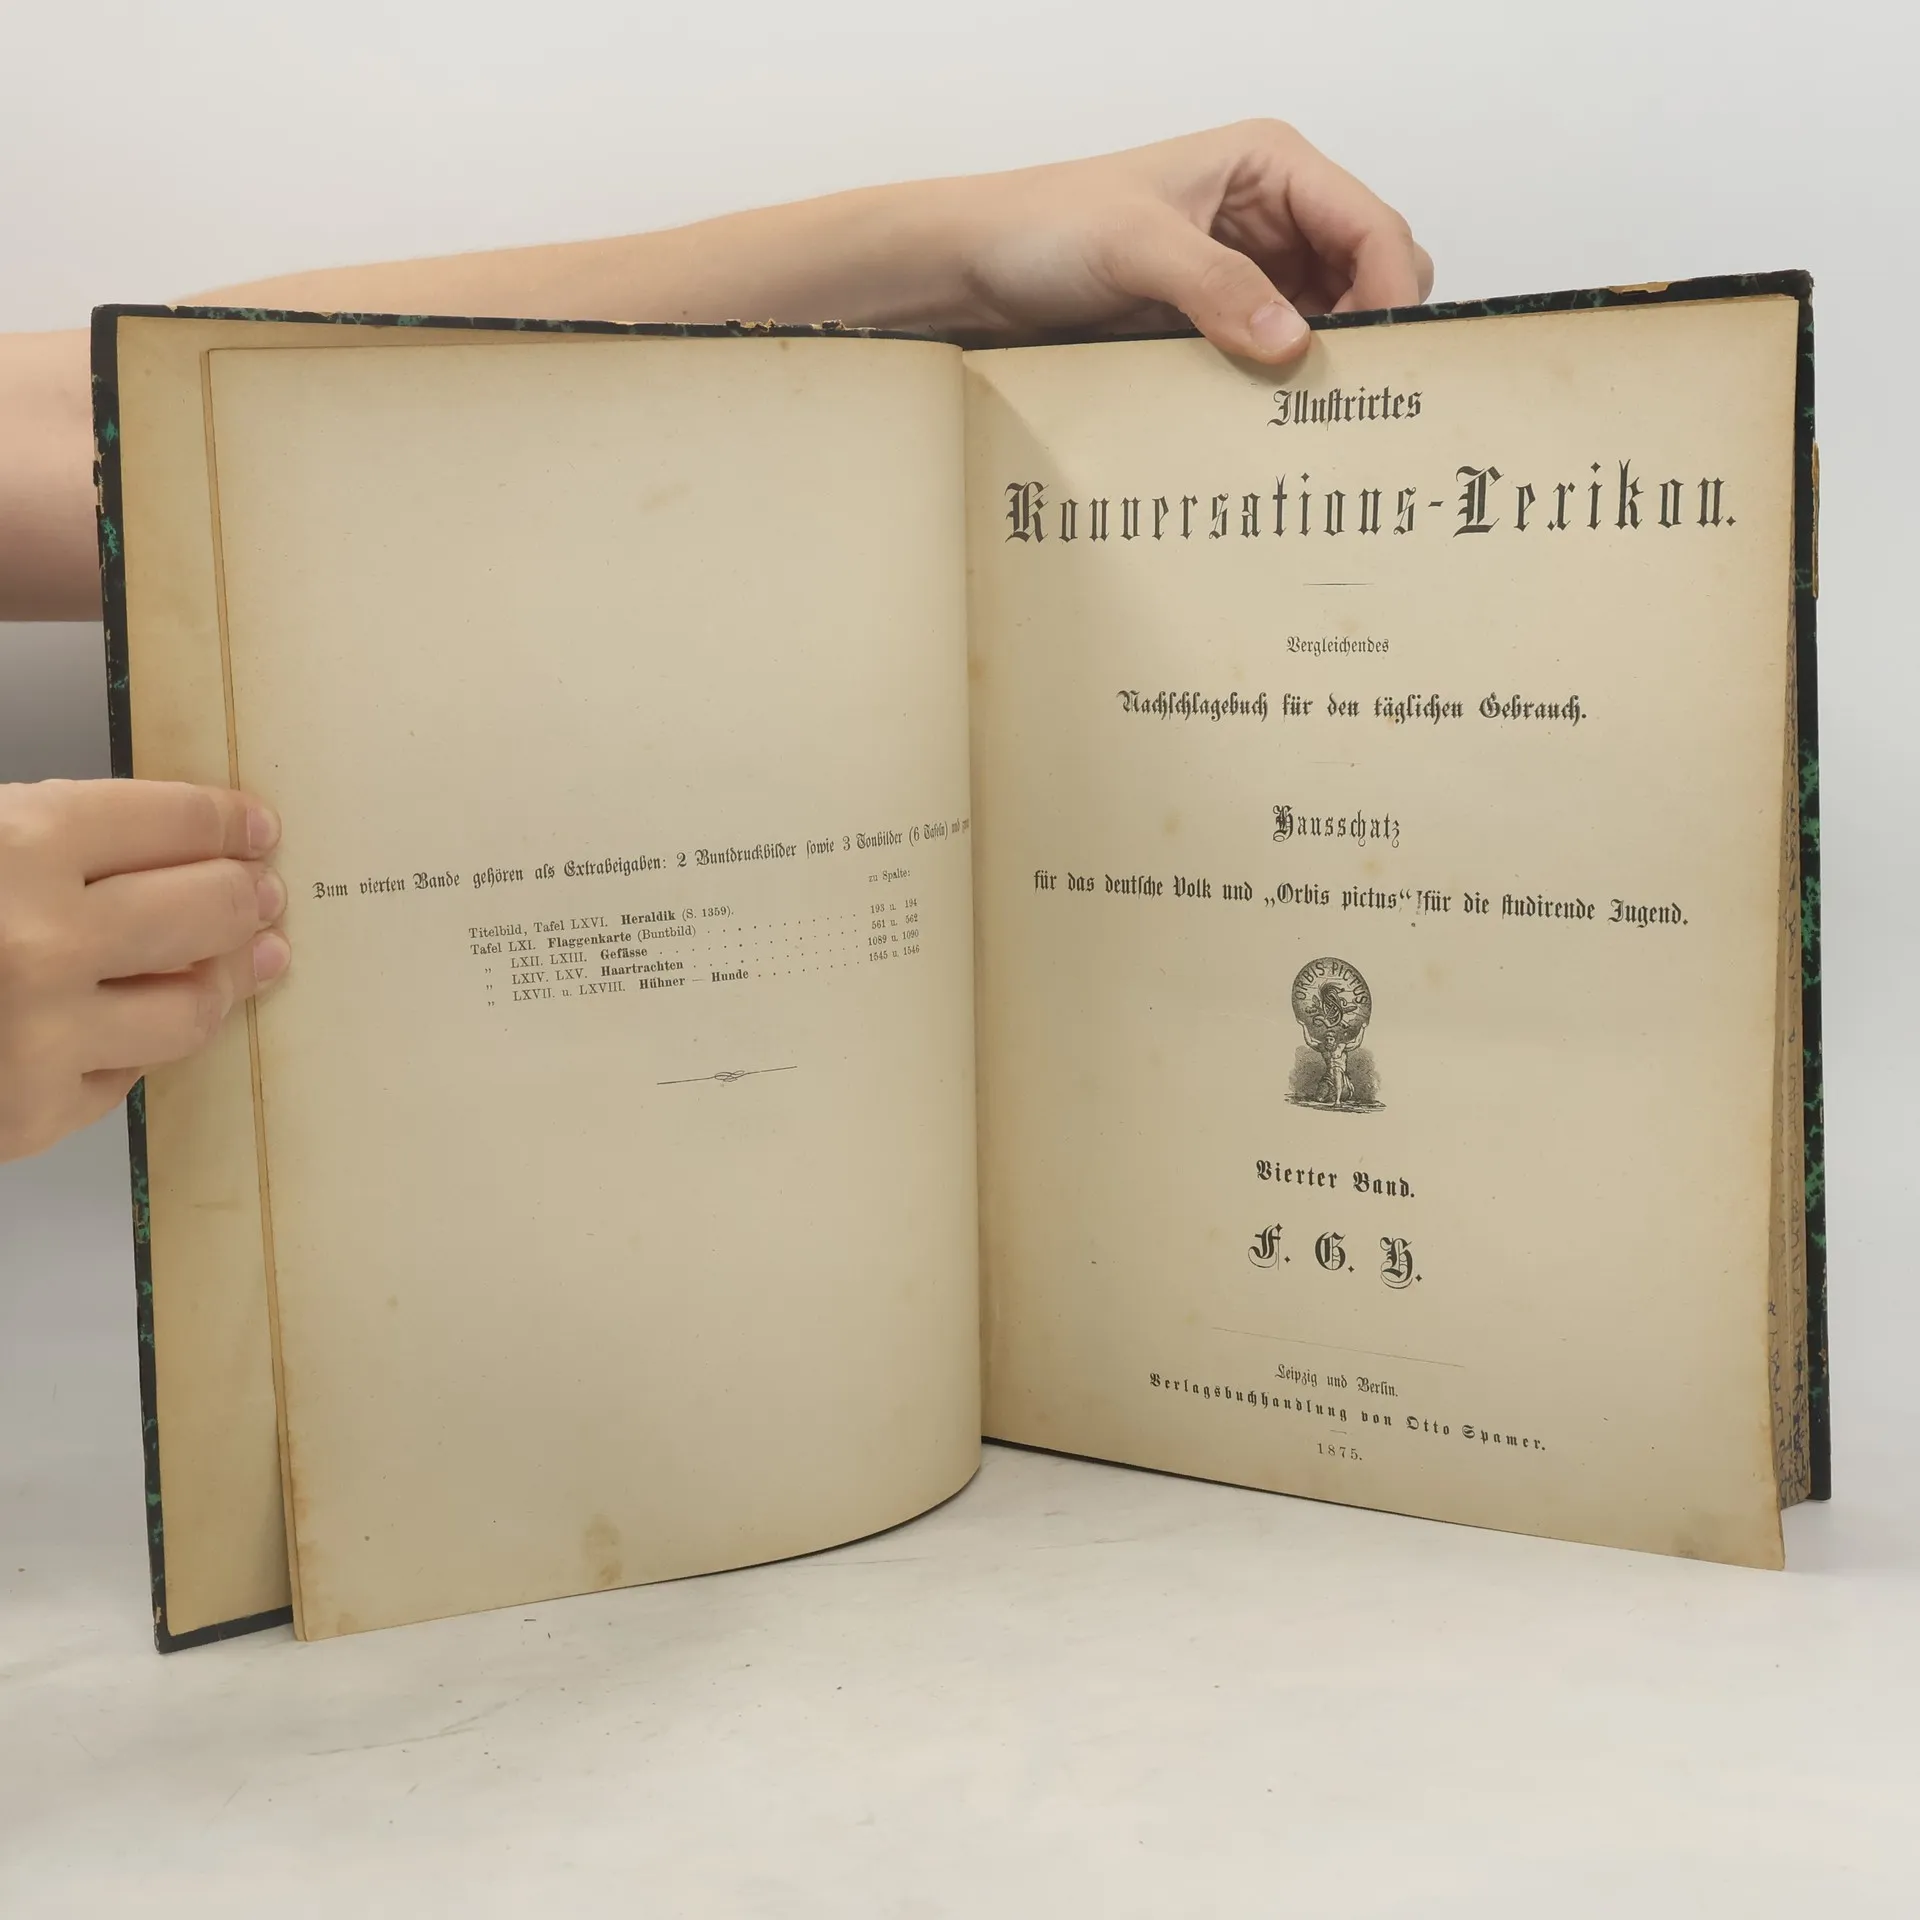 Zum vierten Bande gehören als Extrabeigaben: 2 Buntdruckbilder sowie 3 Tonbilder (6 Tafeln) und zwar
zu Spalte:
Titelbild, Tafel LXVI. Heraldik (S. 1359).
Tafel LXI. Flaggenkarte (Buntbild) . . . . . . . . . . 193 u. 194
„ LXII. LXIII. Gefässe . . . . . . . . . . . . 561 u. 562
„ LXIV. LXV. Haartrachten . . . . . . . . . . 1089 u. 1090
„ LXVII. u. LXVIII. Hühner — Hunde . . . . . . . 1545 u. 1546
Illustrirtes
Konversations-Lexikon.
Vergleichendes
Nachschlagebuch für den täglichen Gebrauch.
Hausschatz
für das deutsche Volk und „Orbis pictus“ für die studirende Jugend.
ORBIS PICTUS
Vierter Band.
F. G. H.
Leipzig und Berlin.
Verlagsbuchhandlung von Otto Spamer.
1875.